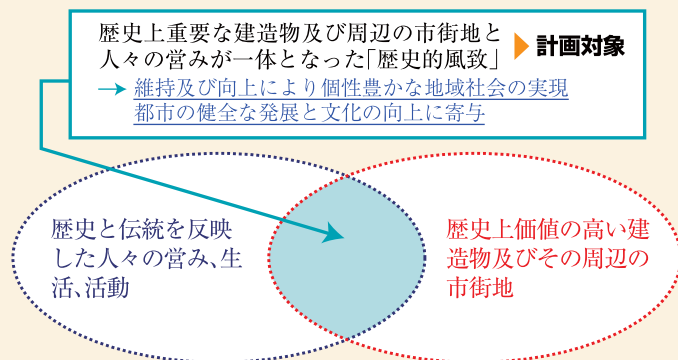 歴史上重要な建造物及び周辺の市街地と
人々の営みが一体となった「歴史的風致」
計画対象
維持及び向上により個性豊かな地域社会の実現
都市の健全な発展と文化の向上に寄与
歴史と伝統を反映
した人々の営み、生
活、活動
歴史上価値の高い建
造物及びその周辺の
市街地